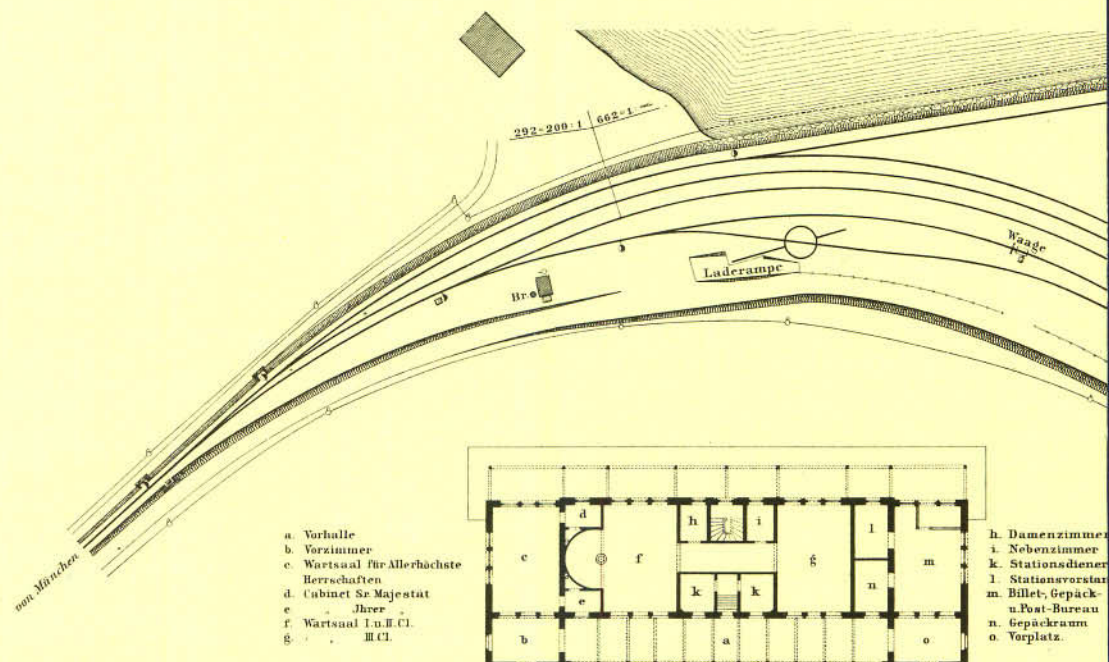 292=200:1
662=1:∞
Waage
Laderampe
Br.
von München
a. Vorhalle
b. Vorzimmer
c. Wartsaal für Allerhöchste
Herrschaften
d. Cabinet Sr. Majestät
e „ Jhrer „
f. Wartsaal I.u.II.Cl.
g. „ „ III.Cl.
h. Damenzimmer
i. Nebenzimmer
k. Stationsdiener
l. Stationsvorstan
m. Billet-, Gepäck-
u.Post-Bureau
n. Gepäckraum
o. Vorplatz.
d
h
i
l
c
f
g
m
e
k
k
n
b
a
o